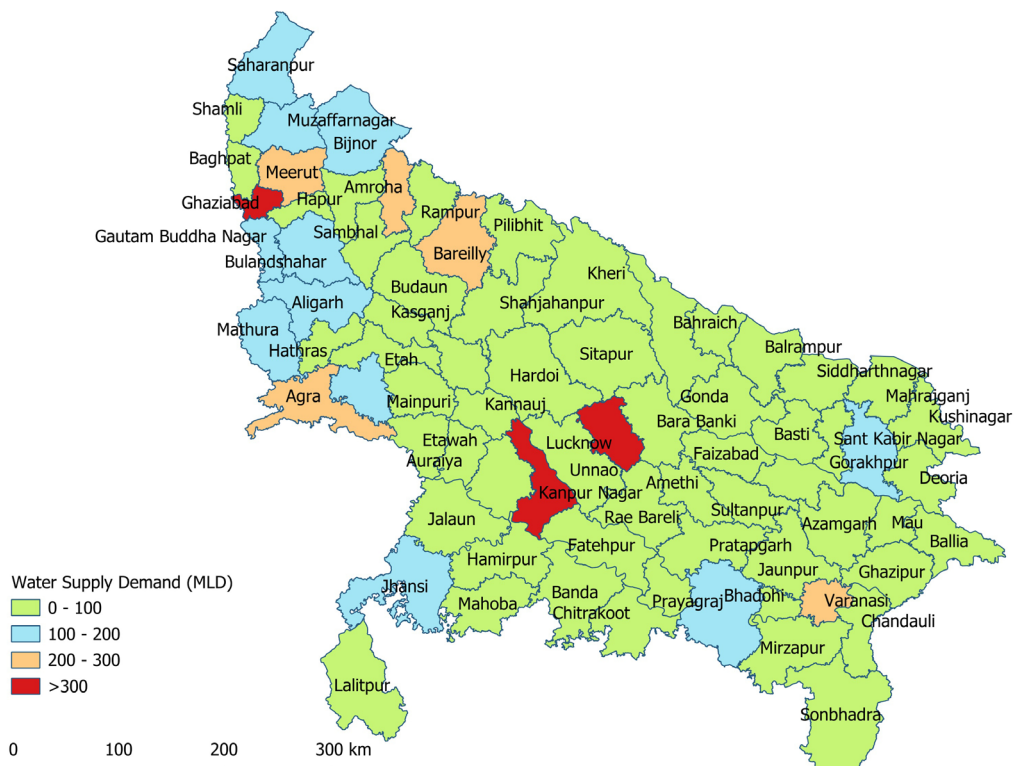 Saharanpur
Shamli
Muzaffarnagar
Bijnor
Baghpat
Meerut
Amroha
Ghaziabad
Hapur
Rampur
Pilibhit
Gautam Buddha Nagar
Sambhal
Bareilly
Bulandshahar
Kheri
Budaun
Aligarh
Shahjahanpur
Kasganj
Mathura
Bahraich
Hathras
Etah
Sitapur
Balrampur
Hardoi
Siddharthnagar
Agra
Mainpuri
Kannauj
Gonda
Mahrajganj
Kushinagar
Bara Banki
Etawah
Lucknow
Basti
Sant Kabir Nagar
Auraiya
Unnao
Faizabad
Gorakhpur
Deoria
Kanpur Nagar
Amethi
Jalaun
Rae Bareli
Sultanpur
Azamgarh
Mau
Ballia
Hamirpur
Fatehpur
Pratapgarh
Jaunpur
Ghazipur
Jhansi
Mahoba
Banda
Chitrakoot
Prayagraj
Bhadohi
Varanasi
Chandauli
Mirzapur
Lalitpur
Sonbhadra
Water Supply Demand (MLD)
0 - 100
100 - 200
200 - 300
>300
0 100 200 300 km